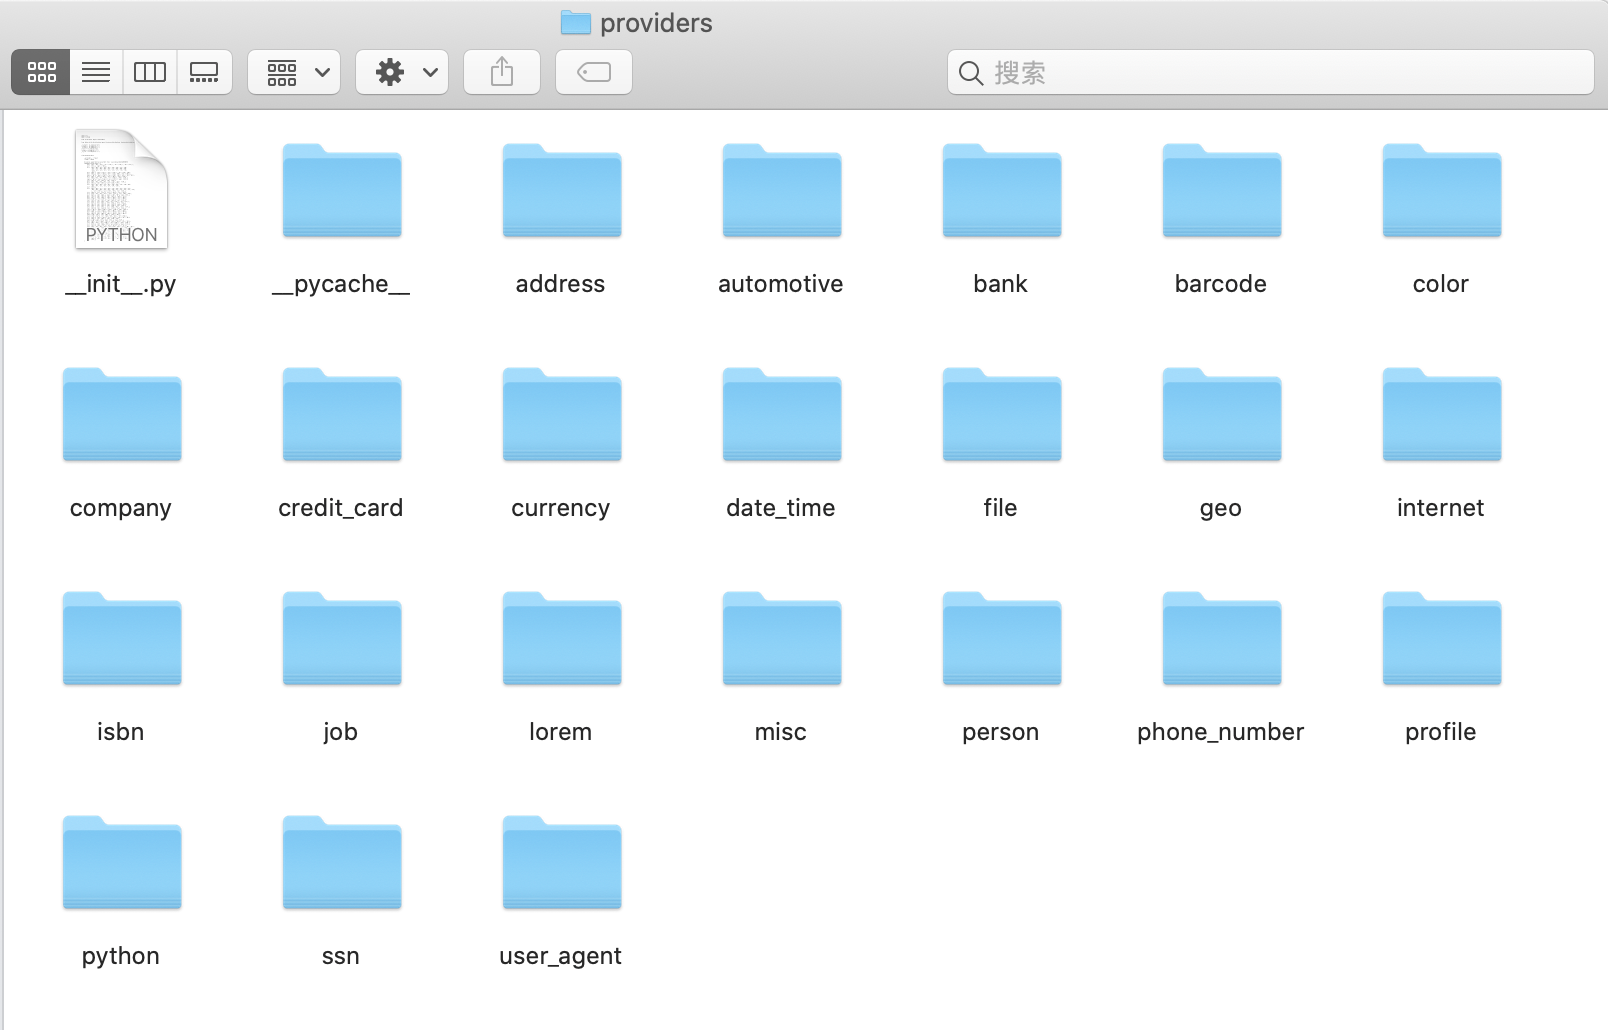 providers
搜索
PYTHON
__init__.py
__pycache__
address
automotive
bank
barcode
color
company
credit_card
currency
date_time
file
geo
internet
isbn
job
lorem
misc
person
phone_number
profile
python
ssn
user_agent